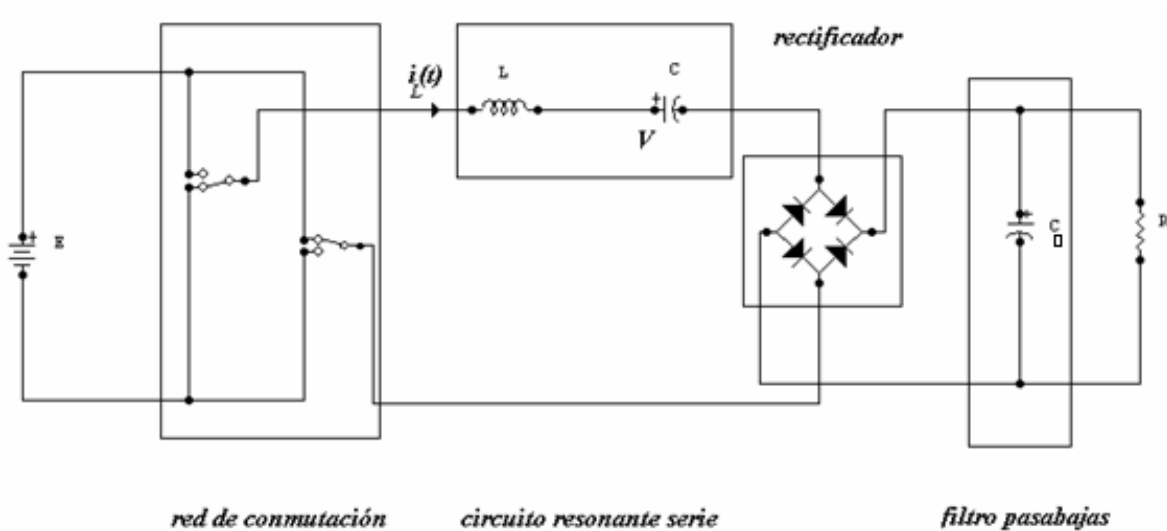 rectificador
i (t)
L
L
C
+
V
+
E
+
C
R
red de conmutación
circuito resonante serie
filtro pasabajas